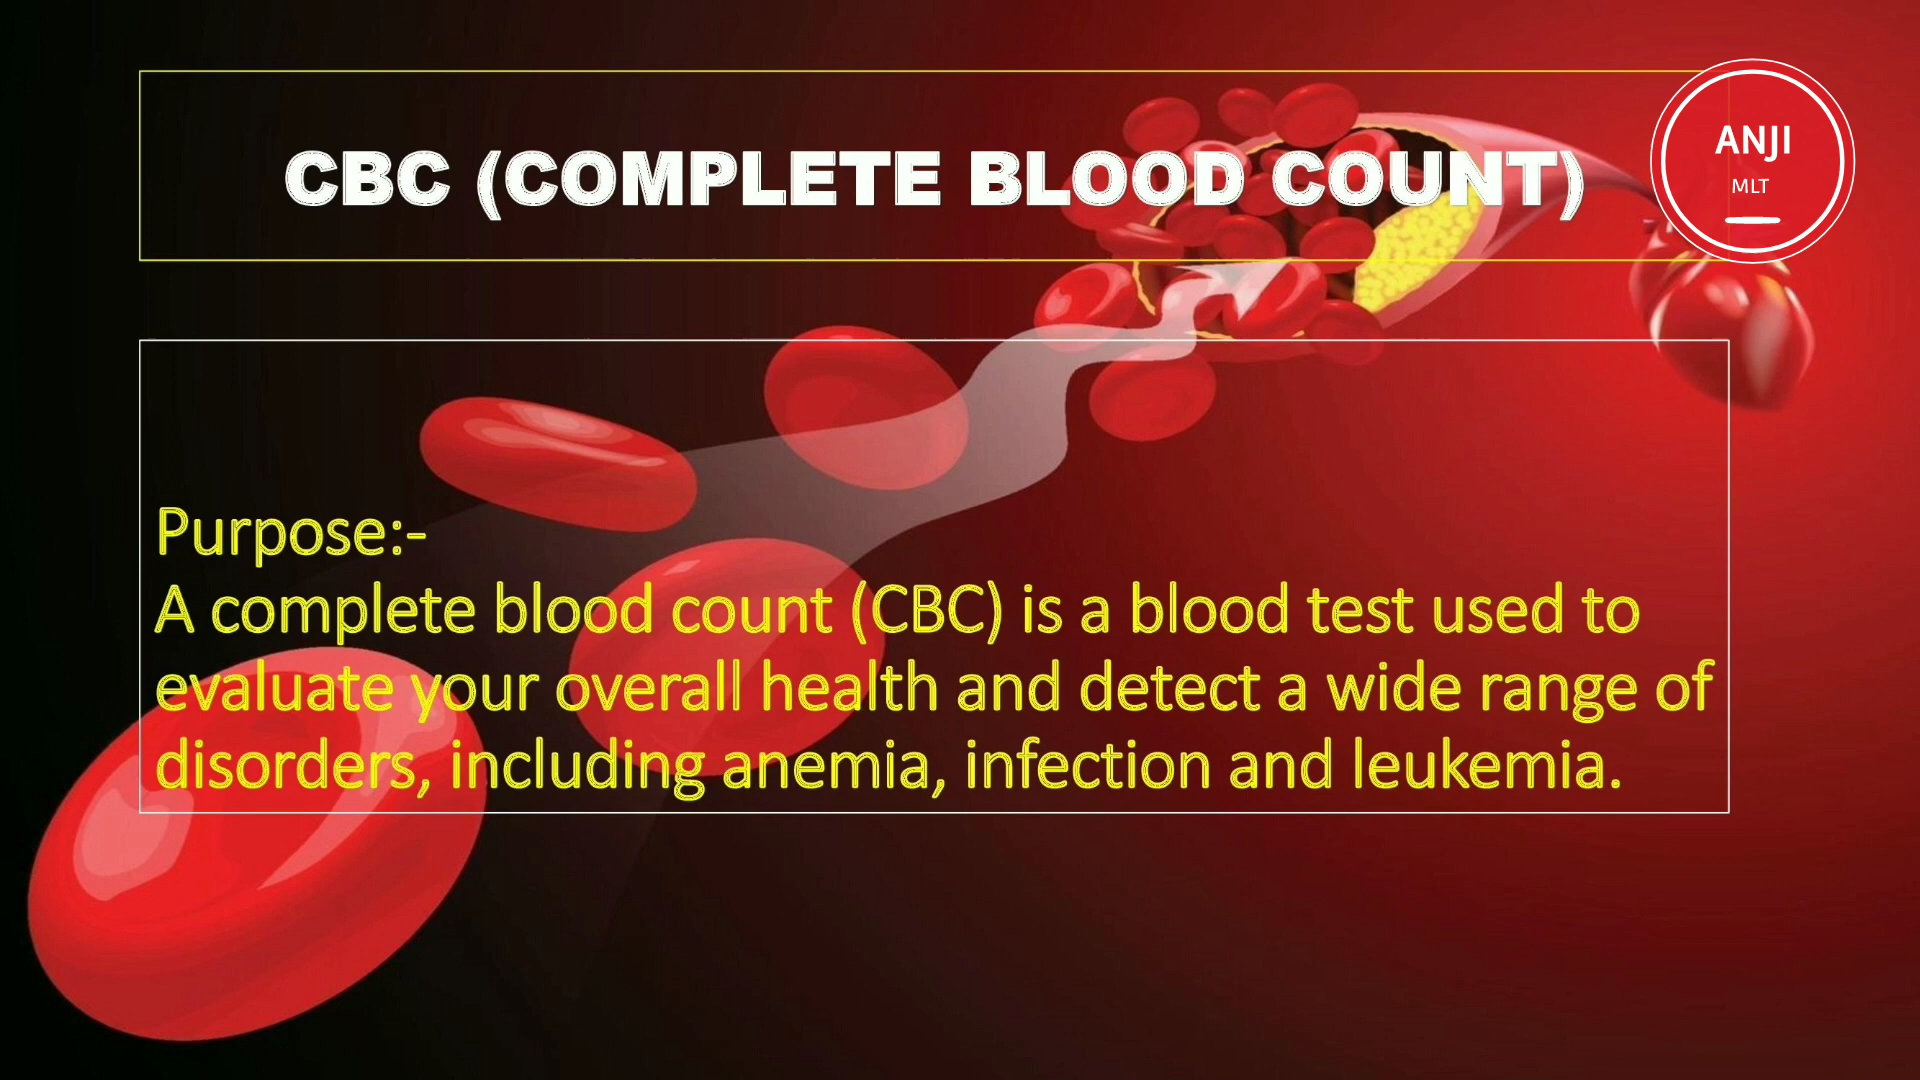 CBC (COMPLETE BLOOD COUNT)
ANJI
MLT
Purpose:-
A complete blood count (CBC) is a blood test used to
evaluate your overall health and detect a wide range of
disorders, including anemia, infection and leukemia.